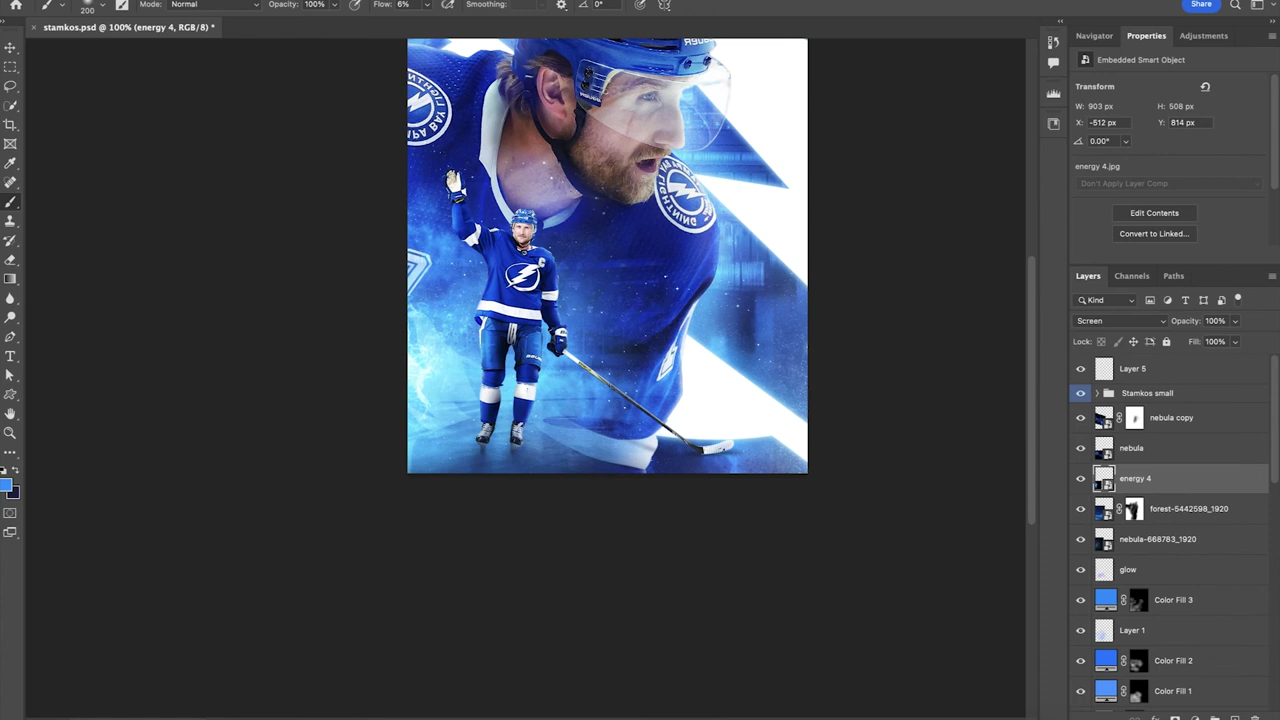 Mode: Normal Opacity: 100% Flow: 6% Smoothing: 0° Share
200
× stamkos.psd @ 100% (energy 4, RGB/8) *
Navigator Properties Adjustments
Embedded Smart Object
Transform
W: 903 px H: 508 px
X: -512 px Y: 814 px
0.00°
energy 4.jpg
Don't Apply Layer Comp
Edit Contents
Convert to Linked...
Layers Channels Paths
Kind
Screen Opacity: 100%
Lock: Fill: 100%
Layer 5
Stamkos small
nebula copy
nebula
energy 4
forest-5442598_1920
nebula-668783_1920
glow
Color Fill 3
Layer 1
Color Fill 2
Color Fill 1
C